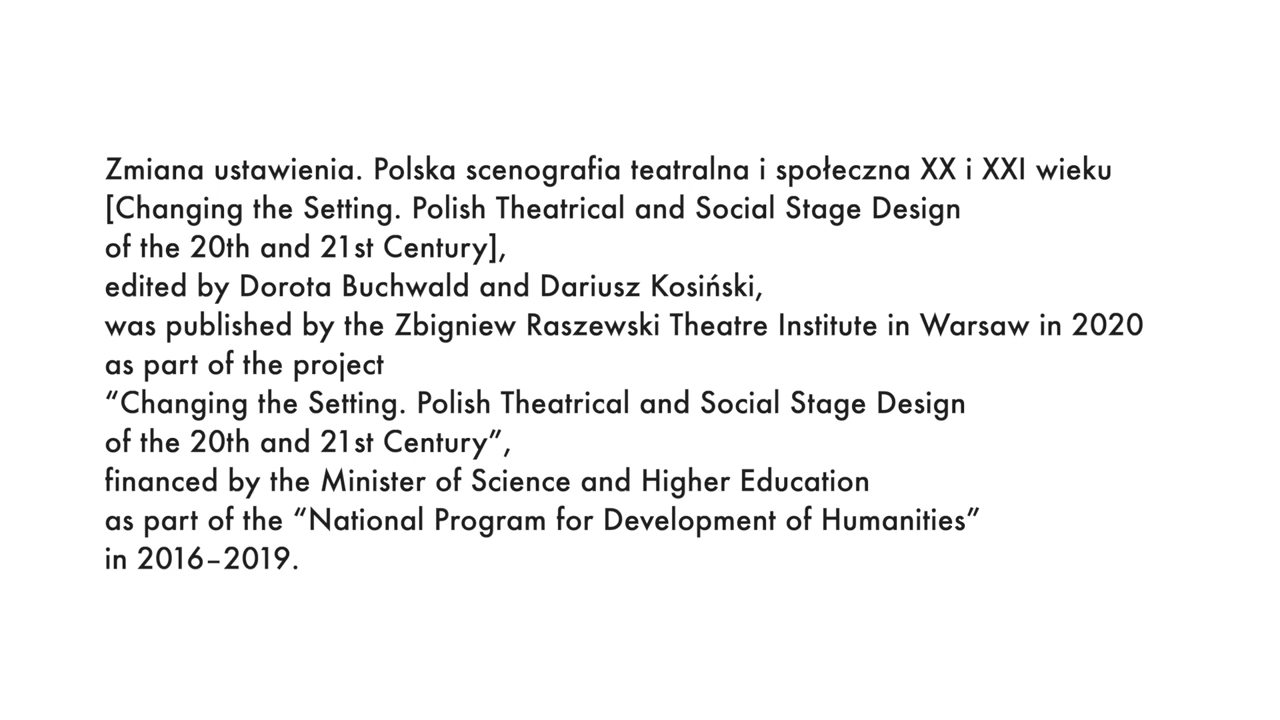 Zmiana ustawienia. Polska scenografia teatralna i społeczna XX i XXI wieku
[Changing the Setting. Polish Theatrical and Social Stage Design
of the 20th and 21st Century],
edited by Dorota Buchwald and Dariusz Kosiński,
was published by the Zbigniew Raszewski Theatre Institute in Warsaw in 2020
as part of the project
“Changing the Setting. Polish Theatrical and Social Stage Design
of the 20th and 21st Century”,
financed by the Minister of Science and Higher Education
as part of the “National Program for Development of Humanities”
in 2016–2019.